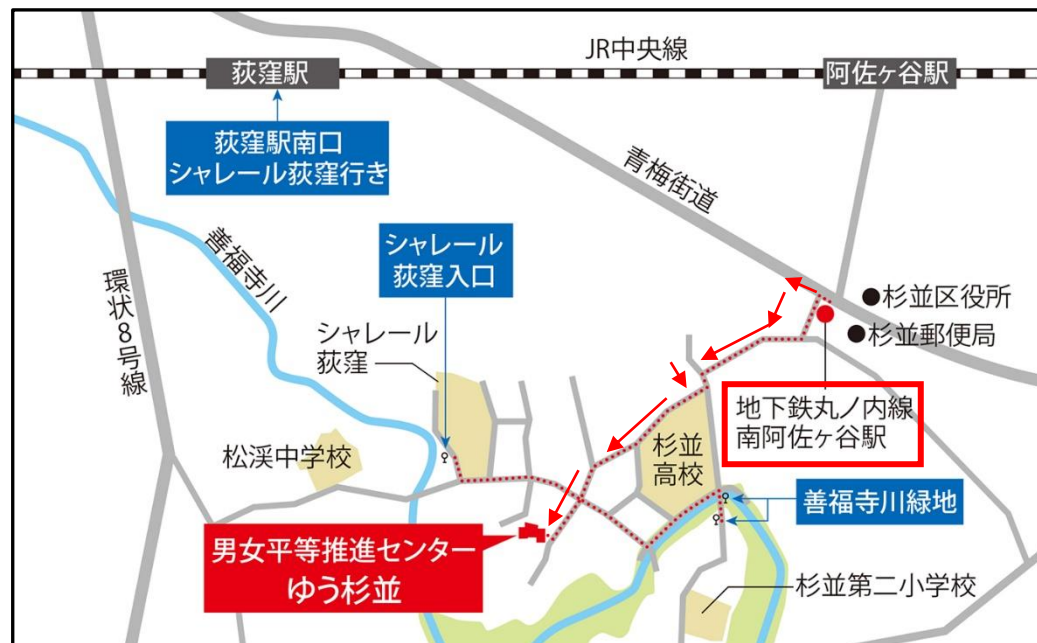 JR中央線
荻窪駅
阿佐ヶ谷駅
荻窪駅南口
シャレール荻窪行き
青梅街道
善福寺川
環状8号線
シャレール
荻窪入口
シャレール
荻窪
●杉並区役所
●杉並郵便局
地下鉄丸ノ内線
南阿佐ヶ谷駅
松渓中学校
杉並
高校
善福寺川緑地
男女平等推進センター
ゆう杉並
杉並第二小学校